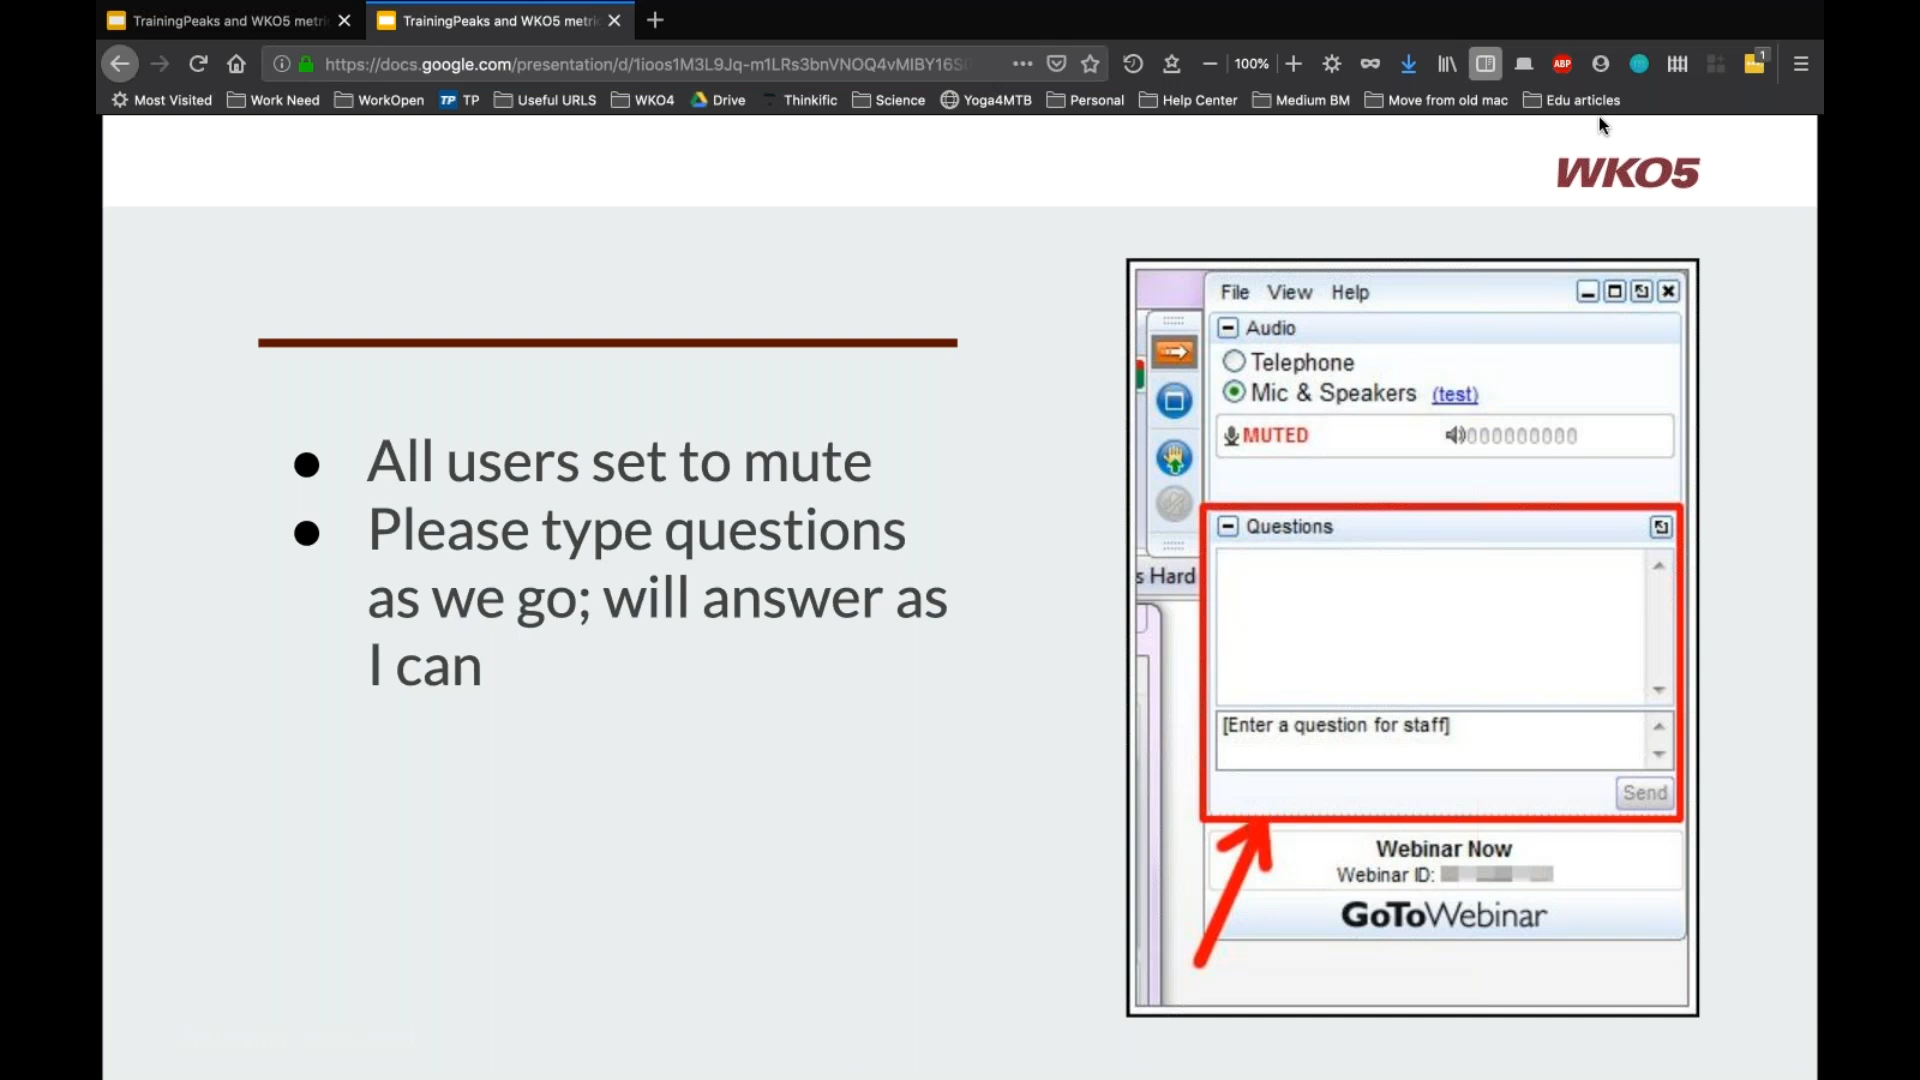 TrainingPeaks and WKO5 metri
TrainingPeaks and WKO5 metri
https://docs.google.com/presentation/d/1ioos1M3L9Jq-m1LRs3bnVNOQ4vMIBY16S
100%
ABP
1
Most Visited Work Need WorkOpen TP TP Useful URLS WKO4 Drive Thinkific Science Yoga4MTB Personal Help Center Medium BM Move from old mac Edu articles
WKO5
● All users set to mute
● Please type questions
as we go; will answer as
I can
File View Help
Audio
Telephone
Mic & Speakers (test)
MUTED 000000000
Questions
s Hard
[Enter a question for staff]
Send
Webinar Now
Webinar ID:
GoToWebinar